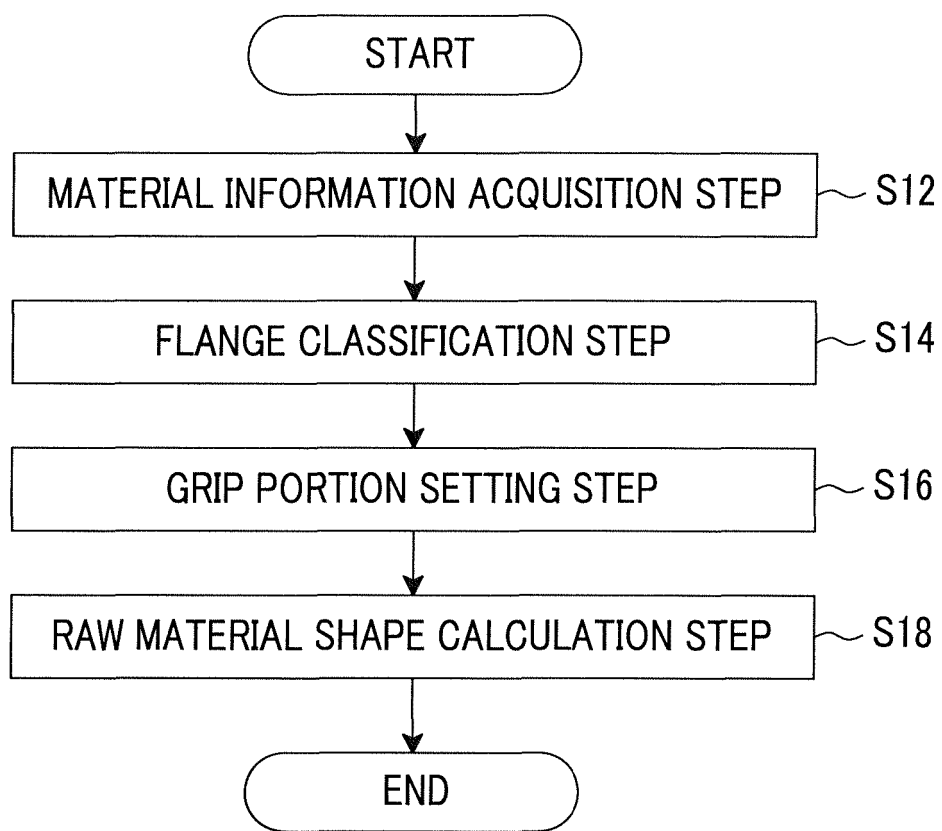 START
MATERIAL INFORMATION ACQUISITION STEP
S12
FLANGE CLASSIFICATION STEP
S14
GRIP PORTION SETTING STEP
S16
RAW MATERIAL SHAPE CALCULATION STEP
S18
END